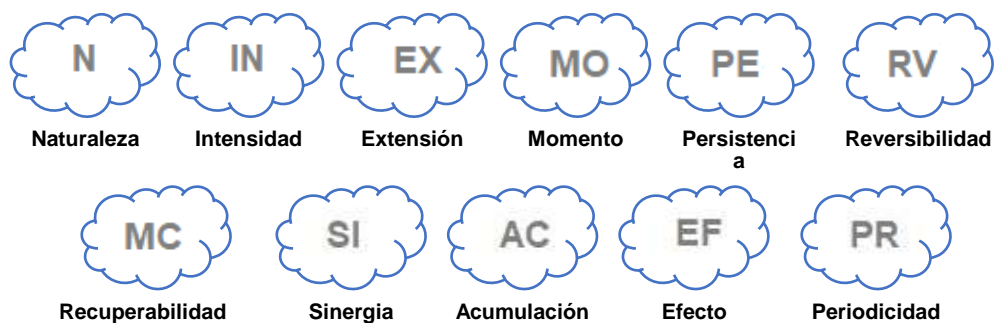 N IN EX MO PE RV
Naturaleza Intensidad Extensión Momento Persistenci Reversibilidad
a
MC SI AC EF PR
Recuperabilidad Sinergia Acumulación Efecto Periodicidad